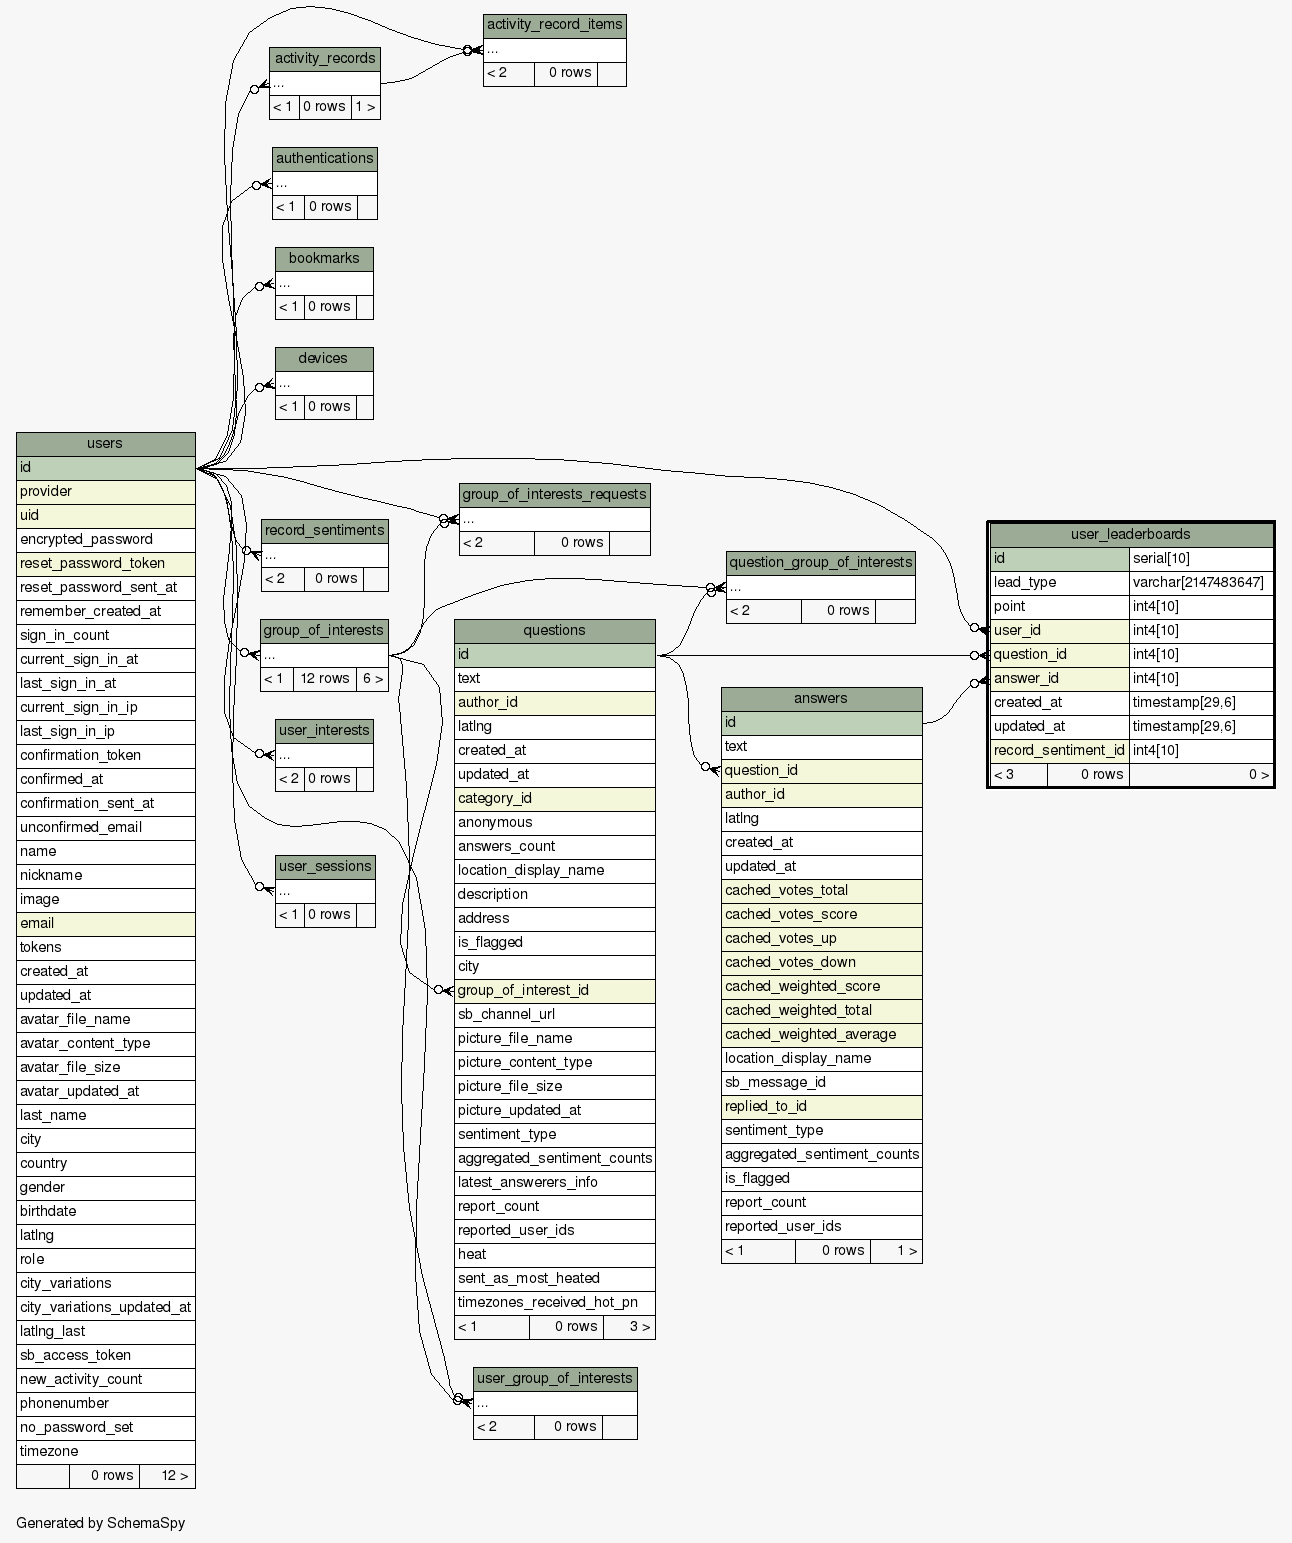 activity_record_items
...
< 2 0 rows
activity_records
...
< 1 0 rows 1 >
authentications
...
< 1 0 rows
bookmarks
...
< 1 0 rows
devices
...
< 1 0 rows
users
id
provider
uid
encrypted_password
reset_password_token
reset_password_sent_at
remember_created_at
sign_in_count
current_sign_in_at
last_sign_in_at
current_sign_in_ip
last_sign_in_ip
confirmation_token
confirmed_at
confirmation_sent_at
unconfirmed_email
name
nickname
image
email
tokens
created_at
updated_at
avatar_file_name
avatar_content_type
avatar_file_size
avatar_updated_at
last_name
city
country
gender
birthdate
latlng
role
city_variations
city_variations_updated_at
latlng_last
sb_access_token
new_activity_count
phonenumber
no_password_set
timezone
0 rows 12 >
record_sentiments
...
< 2 0 rows
group_of_interests
...
< 1 12 rows 6 >
user_interests
...
< 2 0 rows
user_sessions
...
< 1 0 rows
group_of_interests_requests
...
< 2 0 rows
questions
id
text
author_id
latlng
created_at
updated_at
category_id
anonymous
answers_count
location_display_name
description
address
is_flagged
city
group_of_interest_id
sb_channel_url
picture_file_name
picture_content_type
picture_file_size
picture_updated_at
sentiment_type
aggregated_sentiment_counts
latest_answerers_info
report_count
reported_user_ids
heat
sent_as_most_heated
timezones_received_hot_pn
< 1 0 rows 3 >
user_group_of_interests
...
< 2 0 rows
question_group_of_interests
...
< 2 0 rows
answers
id
text
question_id
author_id
latlng
created_at
updated_at
cached_votes_total
cached_votes_score
cached_votes_up
cached_votes_down
cached_weighted_score
cached_weighted_total
cached_weighted_average
location_display_name
sb_message_id
replied_to_id
sentiment_type
aggregated_sentiment_counts
is_flagged
report_count
reported_user_ids
< 1 0 rows 1 >
user_leaderboards
id serial[10]
lead_type varchar[2147483647]
point int4[10]
user_id int4[10]
question_id int4[10]
answer_id int4[10]
created_at timestamp[29,6]
updated_at timestamp[29,6]
record_sentiment_id int4[10]
< 3 0 rows 0 >
Generated by SchemaSpy